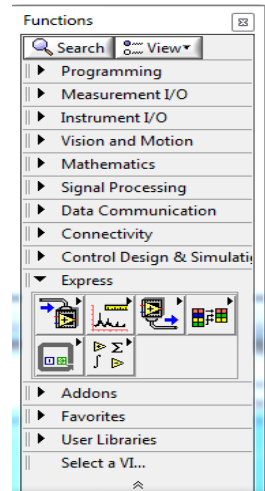 Functions
Search View
Programming
Measurement I/O
Instrument I/O
Vision and Motion
Mathematics
Signal Processing
Data Communication
Connectivity
Control Design & Simulati
Express
Addons
Favorites
User Libraries
Select a VI...